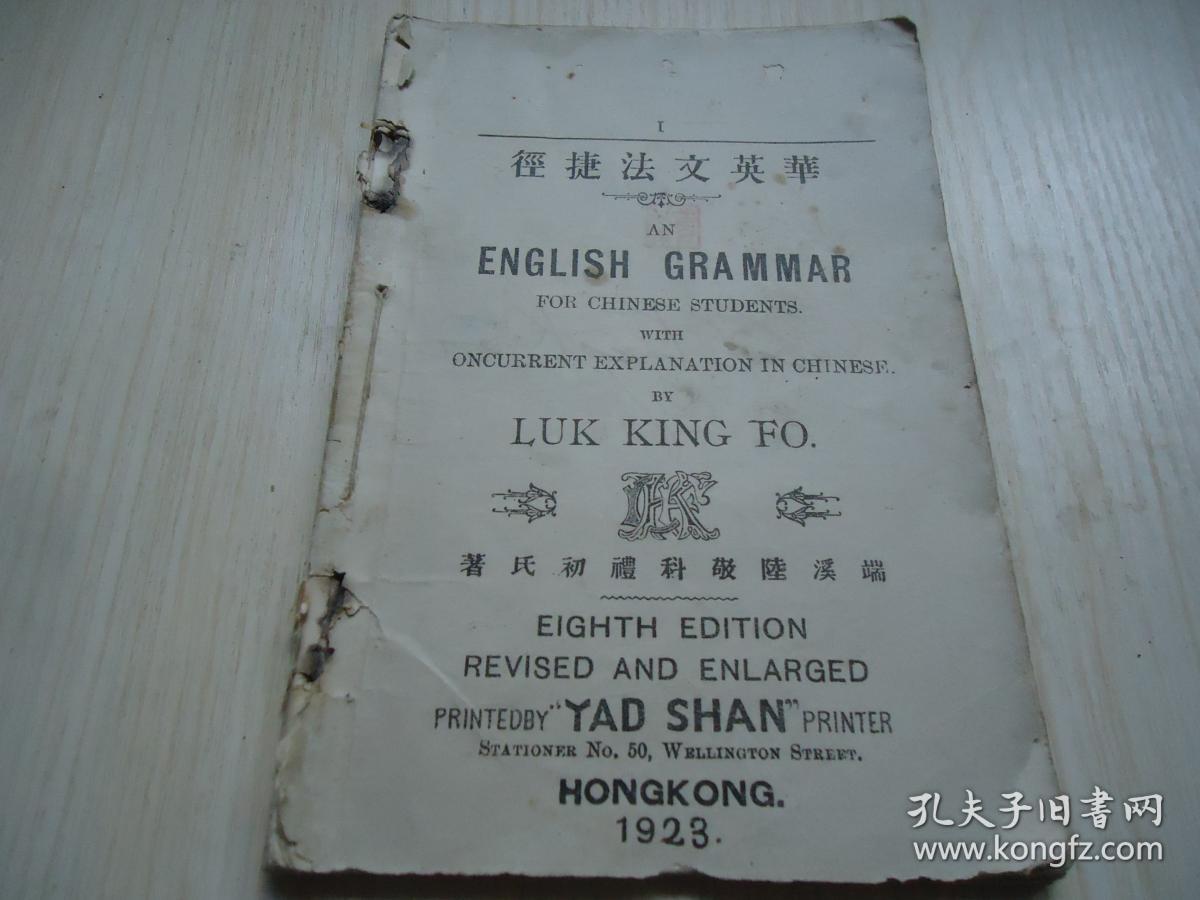 I
華英文法捷徑
AN
ENGLISH GRAMMAR
FOR CHINESE STUDENTS.
WITH
ONCURRENT EXPLANATION IN CHINESE.
BY
LUK KING FO.
端溪陸敬科禮初氏著
EIGHTH EDITION
REVISED AND ENLARGED
PRINTEDBY "YAD SHAN" PRINTER
STATIONER No. 50, WELLINGTON STREET.
HONGKONG.
1923.
孔夫子旧书网
www.kongfz.com